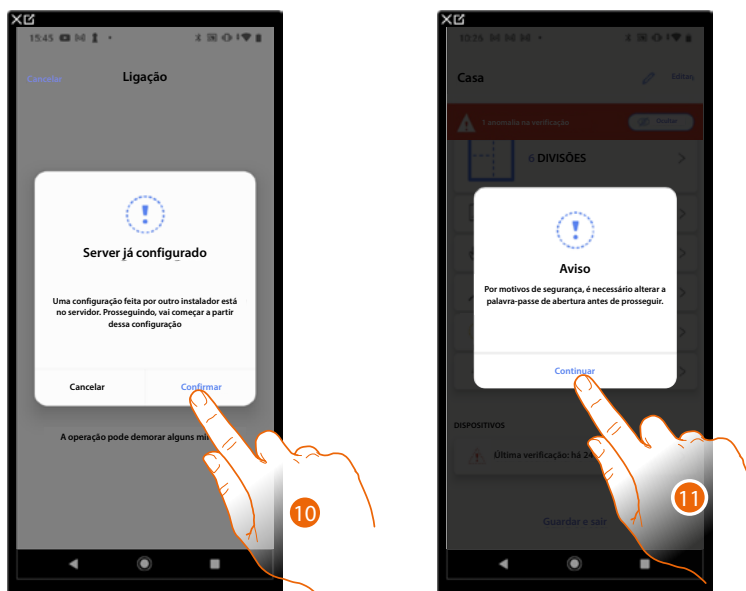 15:45
Cancelar
Ligação
Server já configurado
Uma configuração feita por outro instalador está
no servidor. Prosseguindo, vai começar a partir
dessa configuração
Cancelar
Confirmar
A operação pode demorar alguns mi
10
10:26
Casa
Editar
1 anomalia na verificação
Ocultar
6 DIVISÕES
Aviso
Por motivos de segurança, é necessário alterar a
palavra-passe de abertura antes de prosseguir.
Continuar
DISPOSITIVOS
Última verificação: há 24
Guardar e sair
11